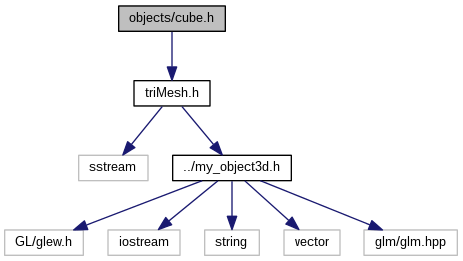 objects/cube.h
triMesh.h
sstream
../my_object3d.h
GL/glew.h
iostream
string
vector
glm/glm.hpp